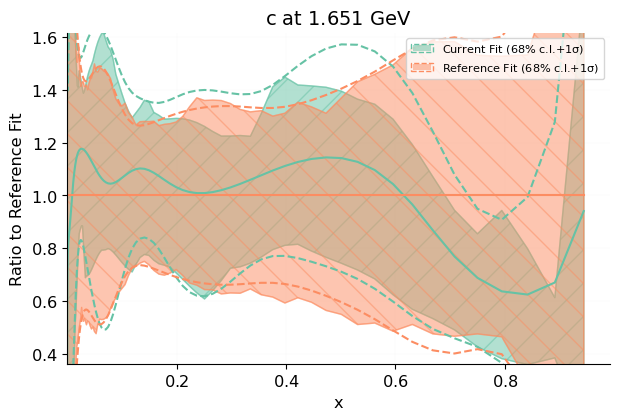 c at 1.651 GeV
Current Fit (68% c.l.+1σ)
Reference Fit (68% c.l.+1σ)
Ratio to Reference Fit
1.6
1.4
1.2
1.0
0.8
0.6
0.4
0.2 0.4 0.6 0.8
x